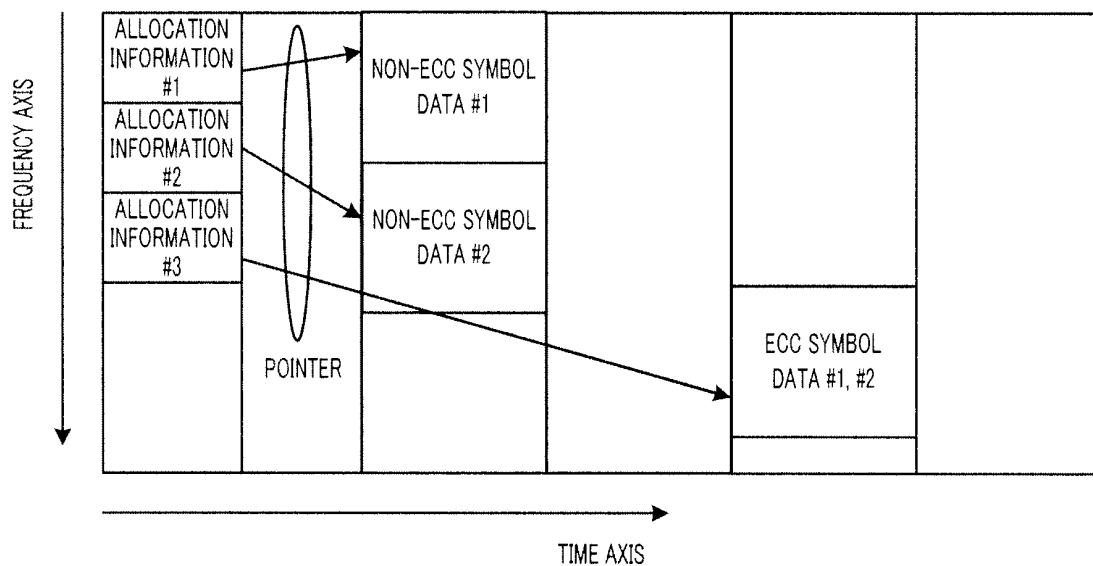 FREQUENCY AXIS
ALLOCATION
INFORMATION
#1
ALLOCATION
INFORMATION
#2
ALLOCATION
INFORMATION
#3
POINTER
NON-ECC SYMBOL
DATA #1
NON-ECC SYMBOL
DATA #2
ECC SYMBOL
DATA #1, #2
TIME AXIS